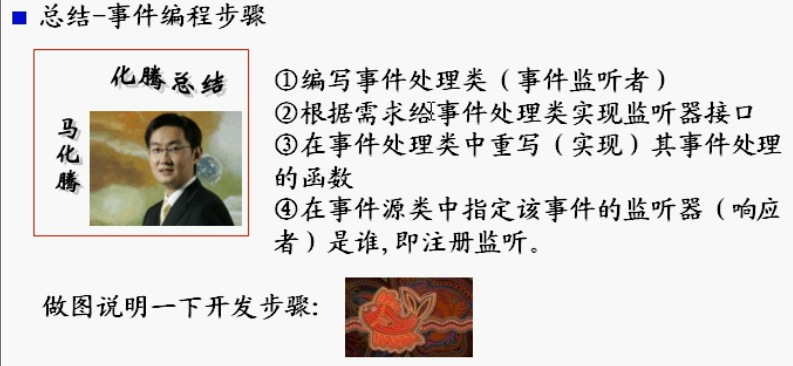 总结-事件编程步骤
化腾总结
马化腾
①编写事件处理类（事件监听者）
②根据需求给事件处理类实现监听器接口
③在事件处理类中重写（实现）其事件处理
的函数
④在事件源类中指定该事件的监听器（响应
者）是谁,即注册监听。
做图说明一下开发步骤: